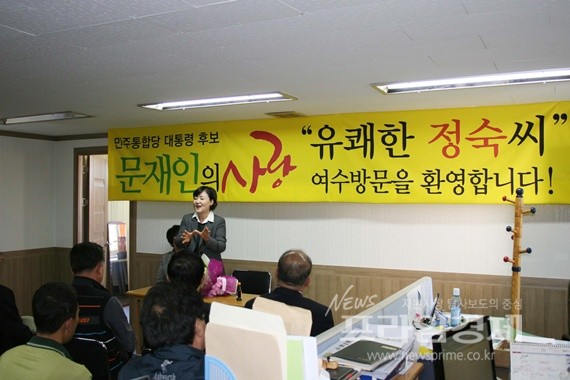 민주통합당 대통령 후보
문재인의 사랑
"유쾌한 정숙씨"
여수방문을 환영합니다!
NEWS
프라임경제
www.newsprime.co.kr